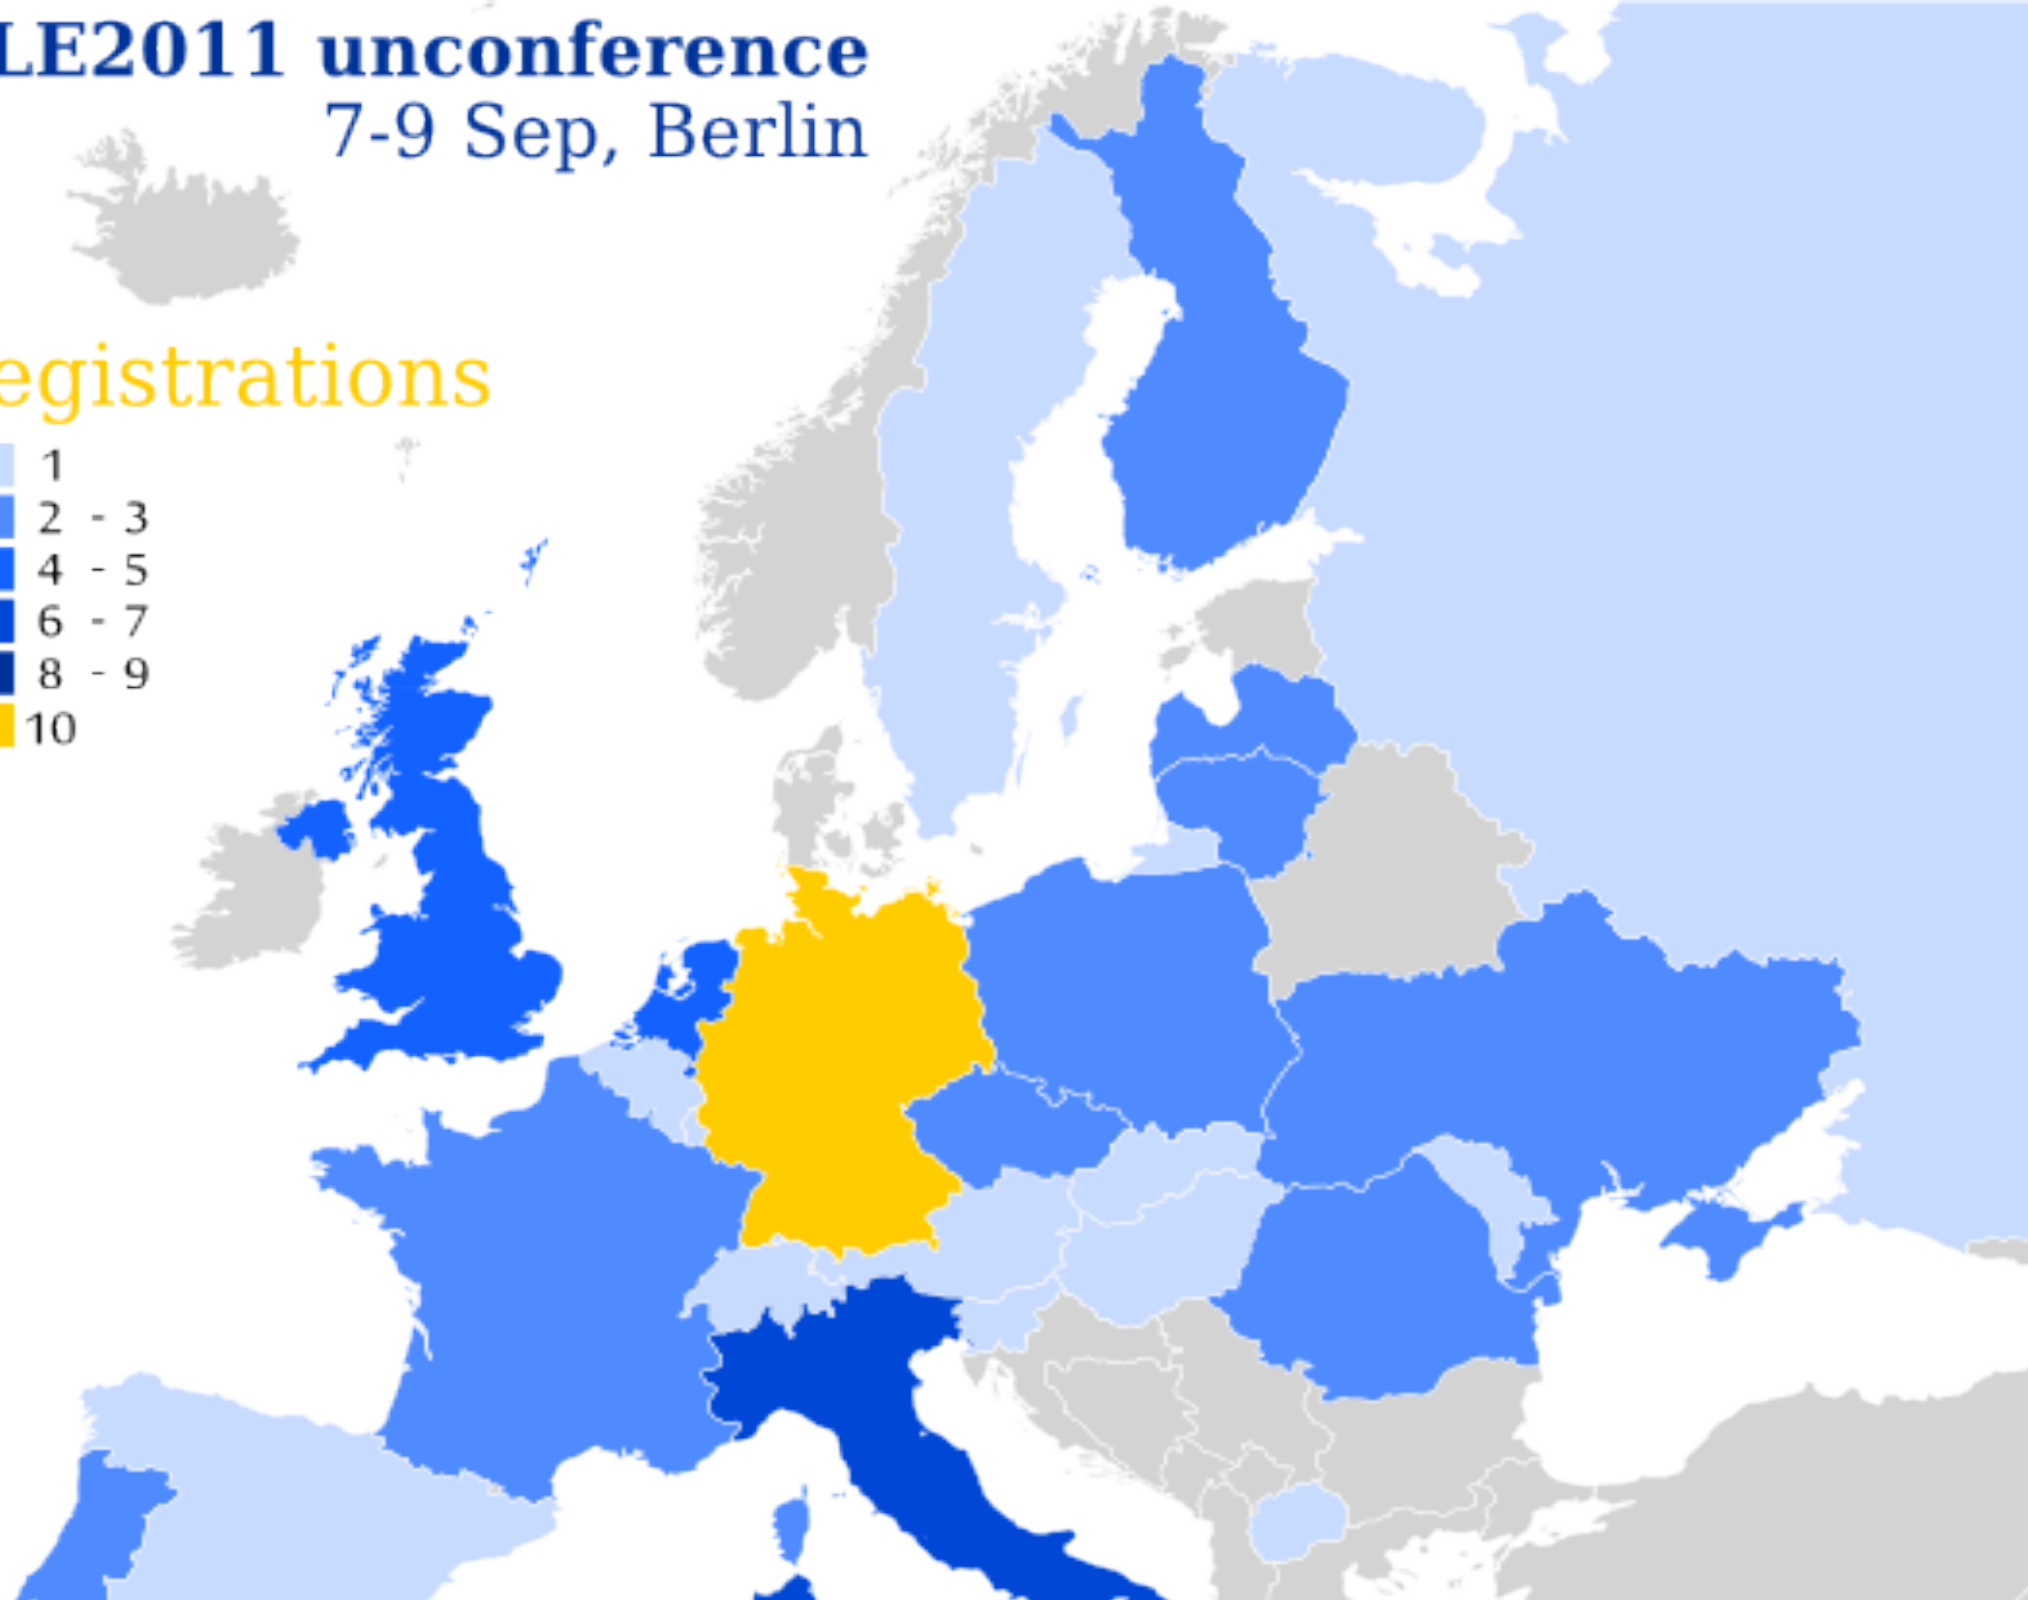 LE2011 unconference
7-9 Sep, Berlin
egistrations
1
2 - 3
4 - 5
6 - 7
8 - 9
10